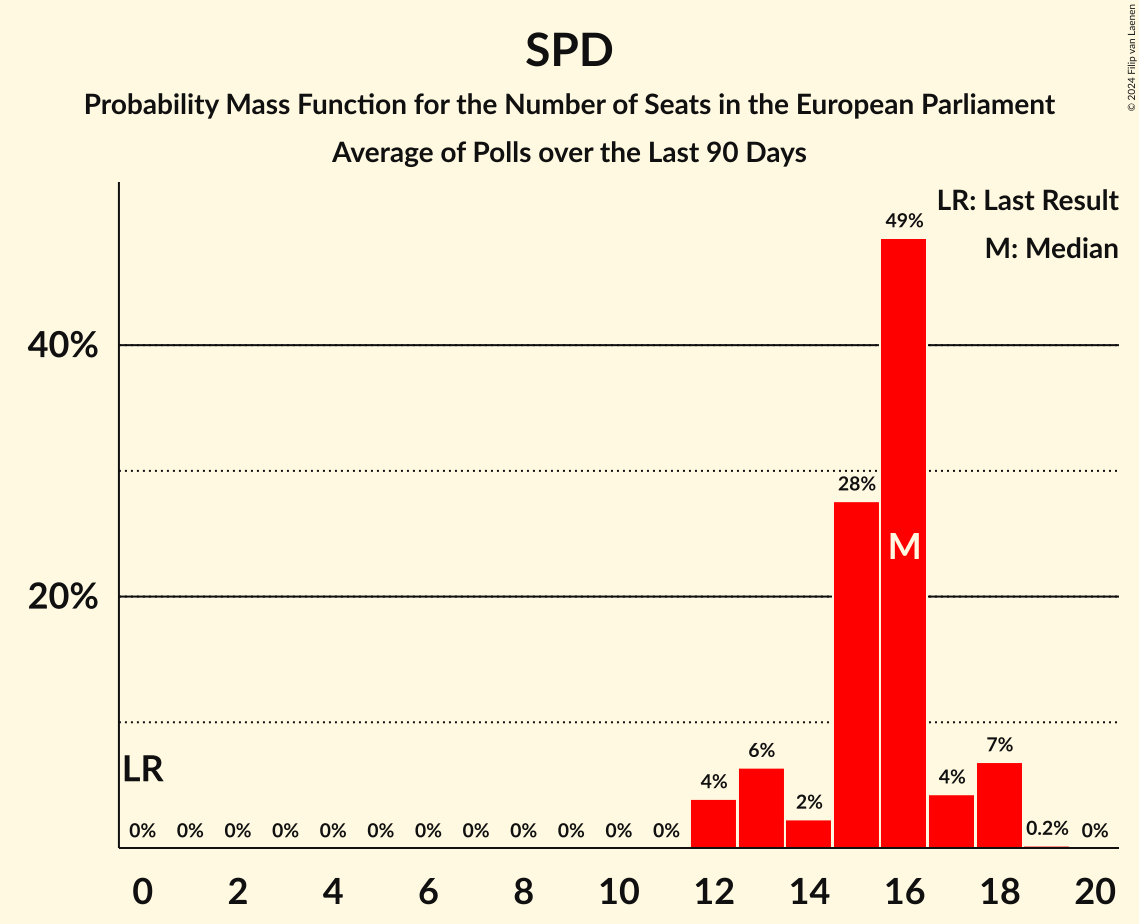 SPD
Probability Mass Function for the Number of Seats in the European Parliament
Average of Polls over the Last 90 Days
© 2024 Filip van Laenen
LR: Last Result
M: Median
49%
40%
28%
M
20%
LR
0% 0% 0% 0% 0% 0% 0% 0% 0% 0% 0% 0% 4% 6% 2% 4% 7% 0.2% 0%
0 2 4 6 8 10 12 14 16 18 20